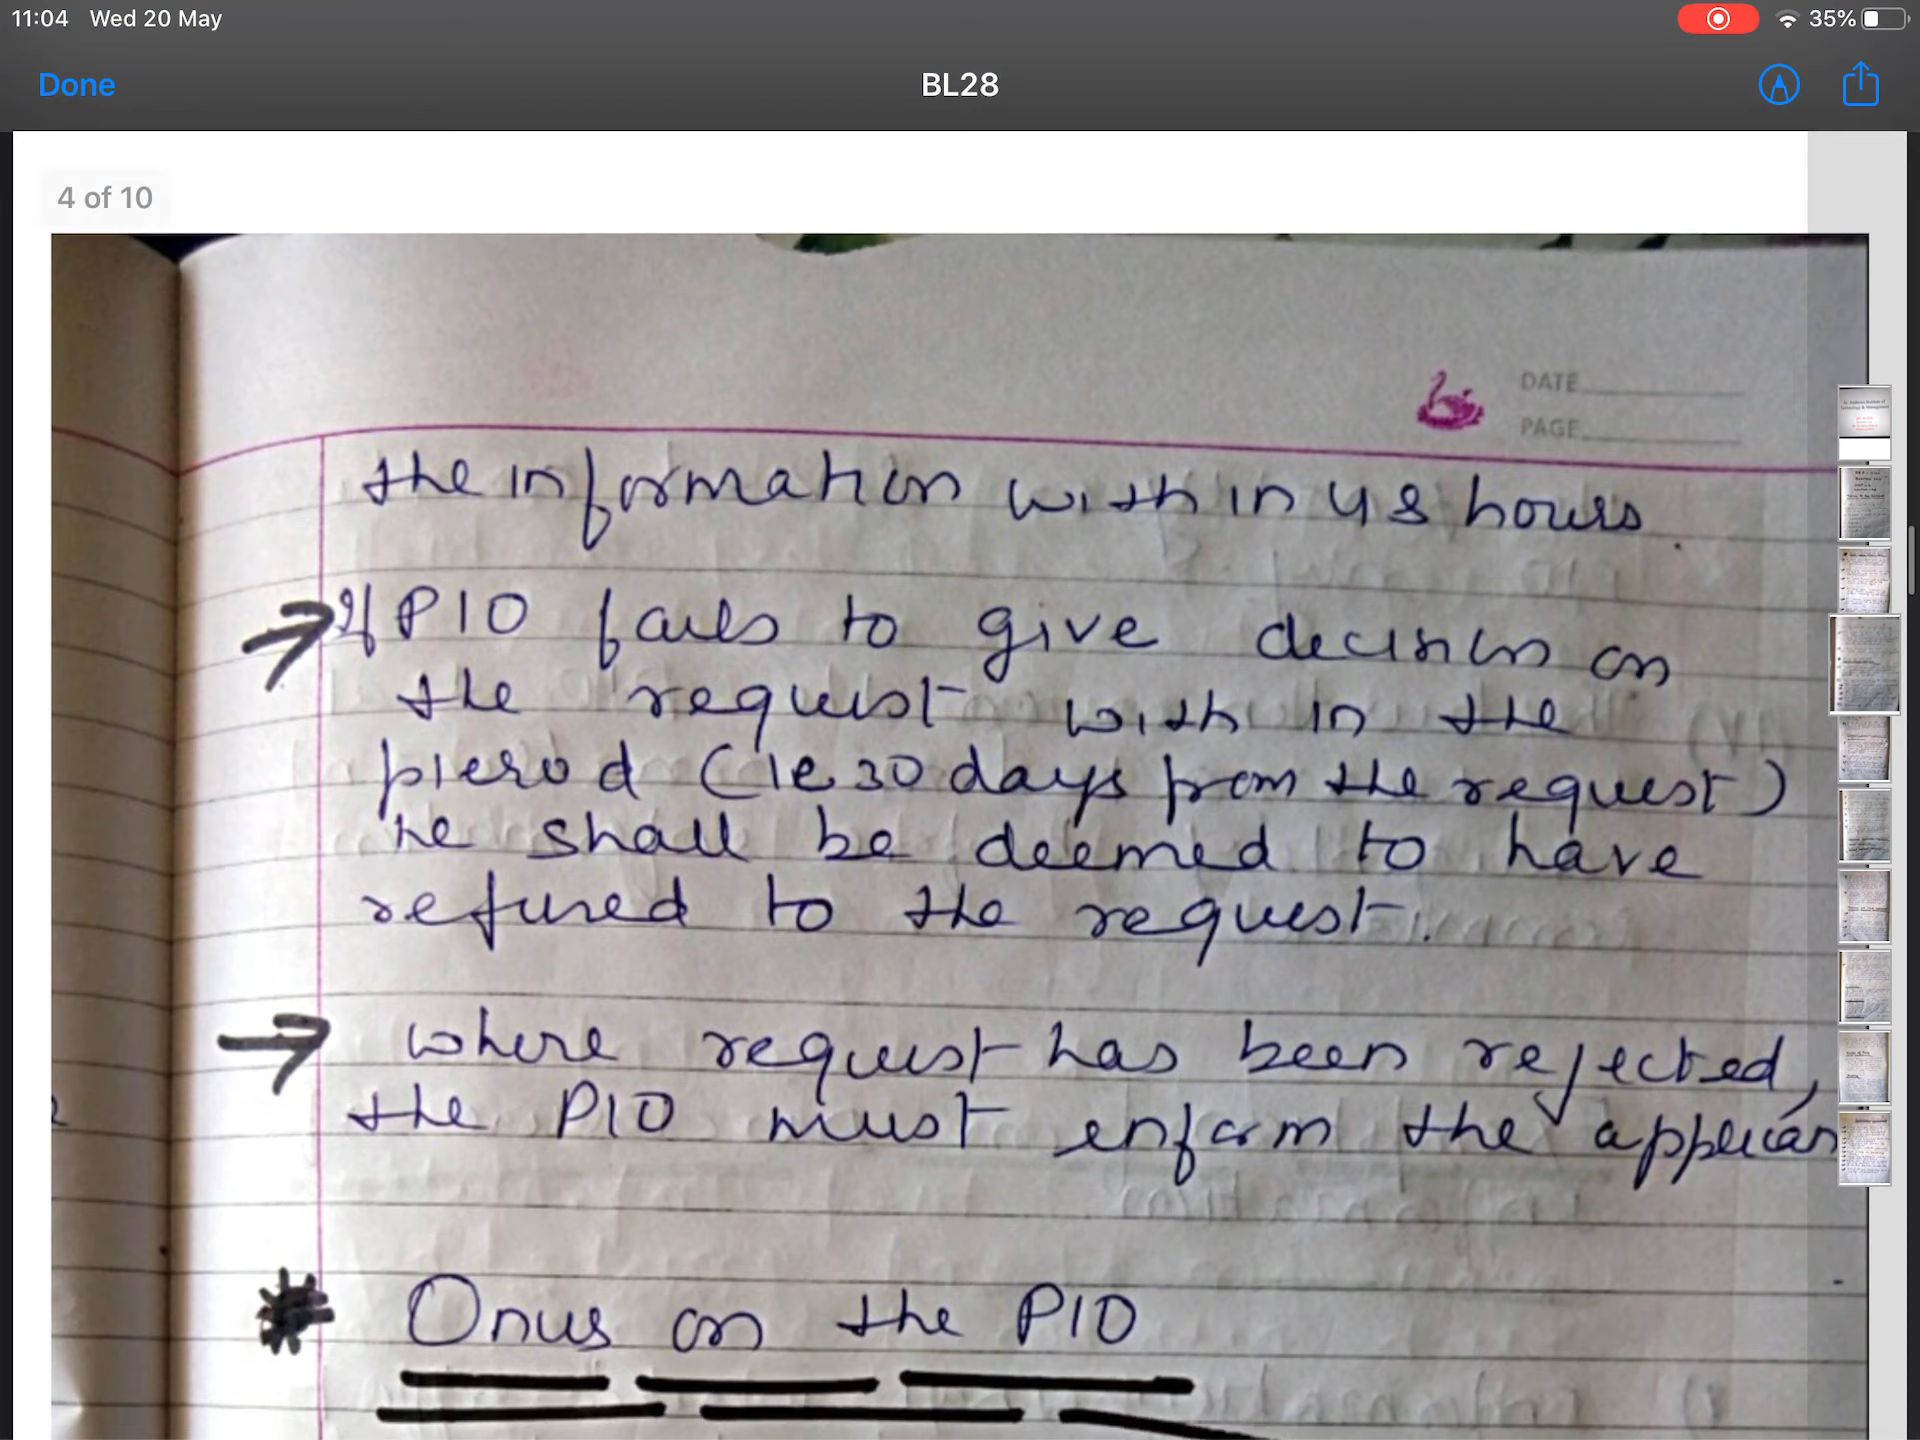 11:04 Wed 20 May
35%
Done
BL28
4 of 10
DATE
PAGE
the information with in 48 hours.
→ If PIO fails to give decision on
the request with in the
pierod (ie 30 days from the request)
he shall be deemed to have
refused to the request.
→ where request has been rejected,
the PIO must enform the applican
* Onus on the PIO